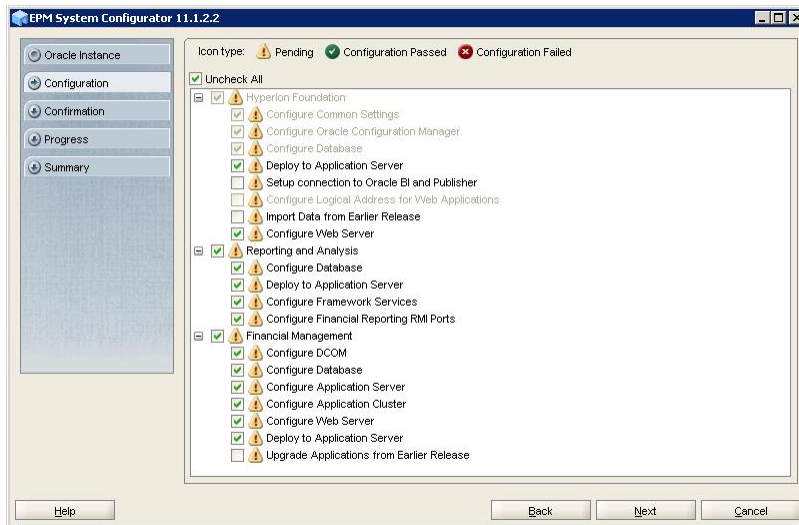 EPM System Configurator 11.1.2.2
Oracle Instance
Configuration
Confirmation
Progress
Summary
Icon type: Pending Configuration Passed Configuration Failed
Uncheck All
Hyperion Foundation
Configure Common Settings
Configure Oracle Configuration Manager
Configure Database
Deploy to Application Server
Setup connection to Oracle BI and Publisher
Configure Logical Address for Web Applications
Import Data from Earlier Release
Configure Web Server
Reporting and Analysis
Configure Database
Deploy to Application Server
Configure Framework Services
Configure Financial Reporting RMI Ports
Financial Management
Configure DCOM
Configure Database
Configure Application Server
Configure Application Cluster
Configure Web Server
Deploy to Application Server
Upgrade Applications from Earlier Release
Help Back Next Cancel